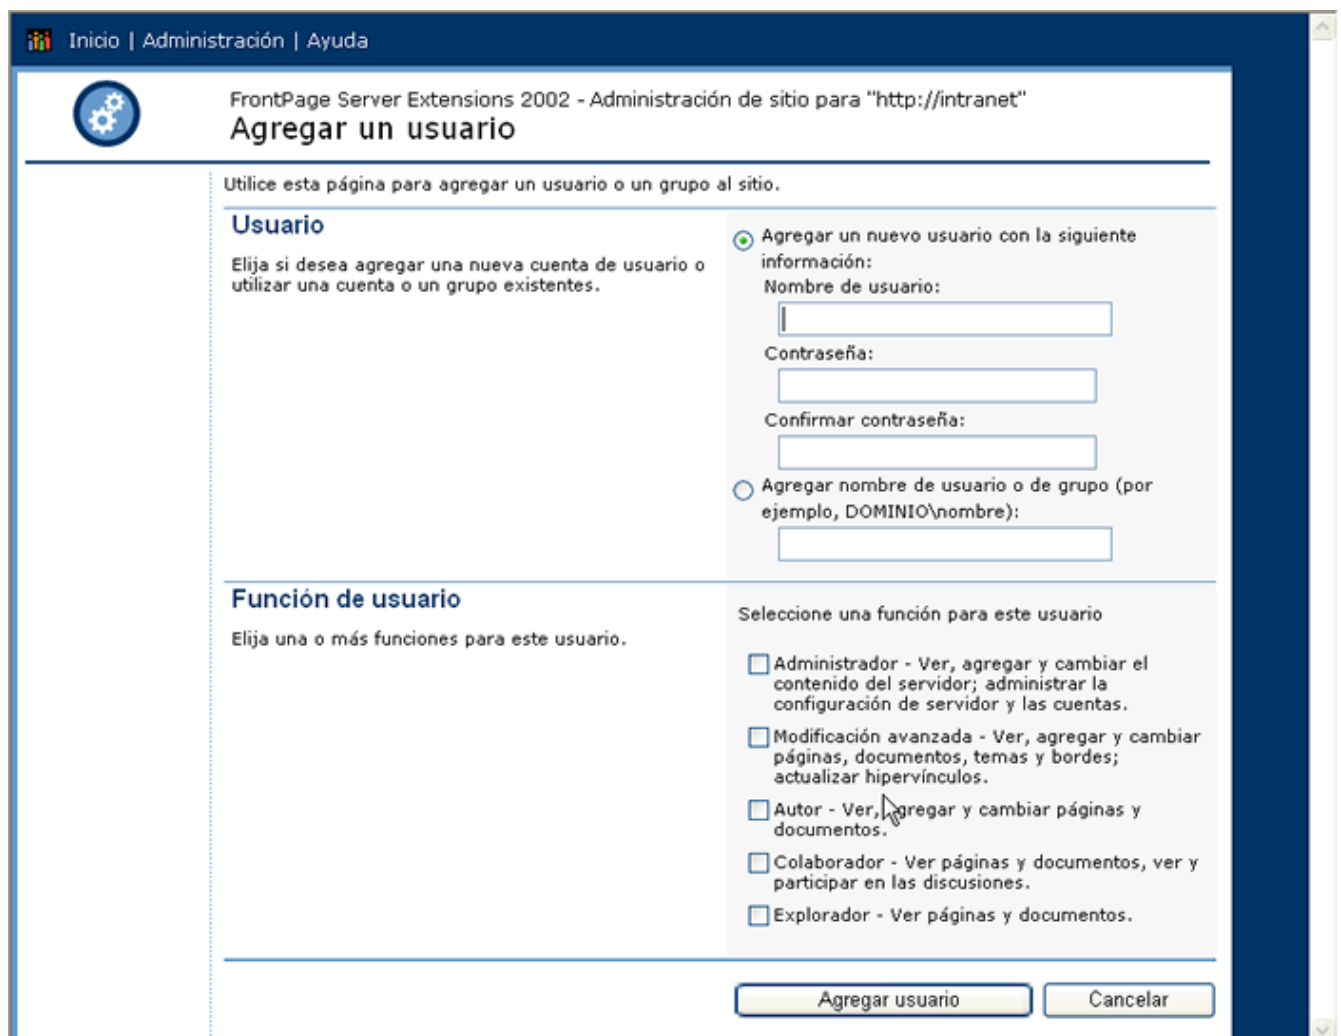 Inicio | Administración | Ayuda
FrontPage Server Extensions 2002 - Administración de sitio para "http://intranet"
Agregar un usuario
Utilice esta página para agregar un usuario o un grupo al sitio.
Usuario
Elija si desea agregar una nueva cuenta de usuario o
utilizar una cuenta o un grupo existentes.
Agregar un nuevo usuario con la siguiente
información:
Nombre de usuario:
Contraseña:
Confirmar contraseña:
Agregar nombre de usuario o de grupo (por
ejemplo, DOMINIO\nombre):
Función de usuario
Elija una o más funciones para este usuario.
Seleccione una función para este usuario
Administrador - Ver, agregar y cambiar el
contenido del servidor; administrar la
configuración de servidor y las cuentas.
Modificación avanzada - Ver, agregar y cambiar
páginas, documentos, temas y bordes;
actualizar hipervínculos.
Autor - Ver, agregar y cambiar páginas y
documentos.
Colaborador - Ver páginas y documentos, ver y
participar en las discusiones.
Explorador - Ver páginas y documentos.
Agregar usuario
Cancelar